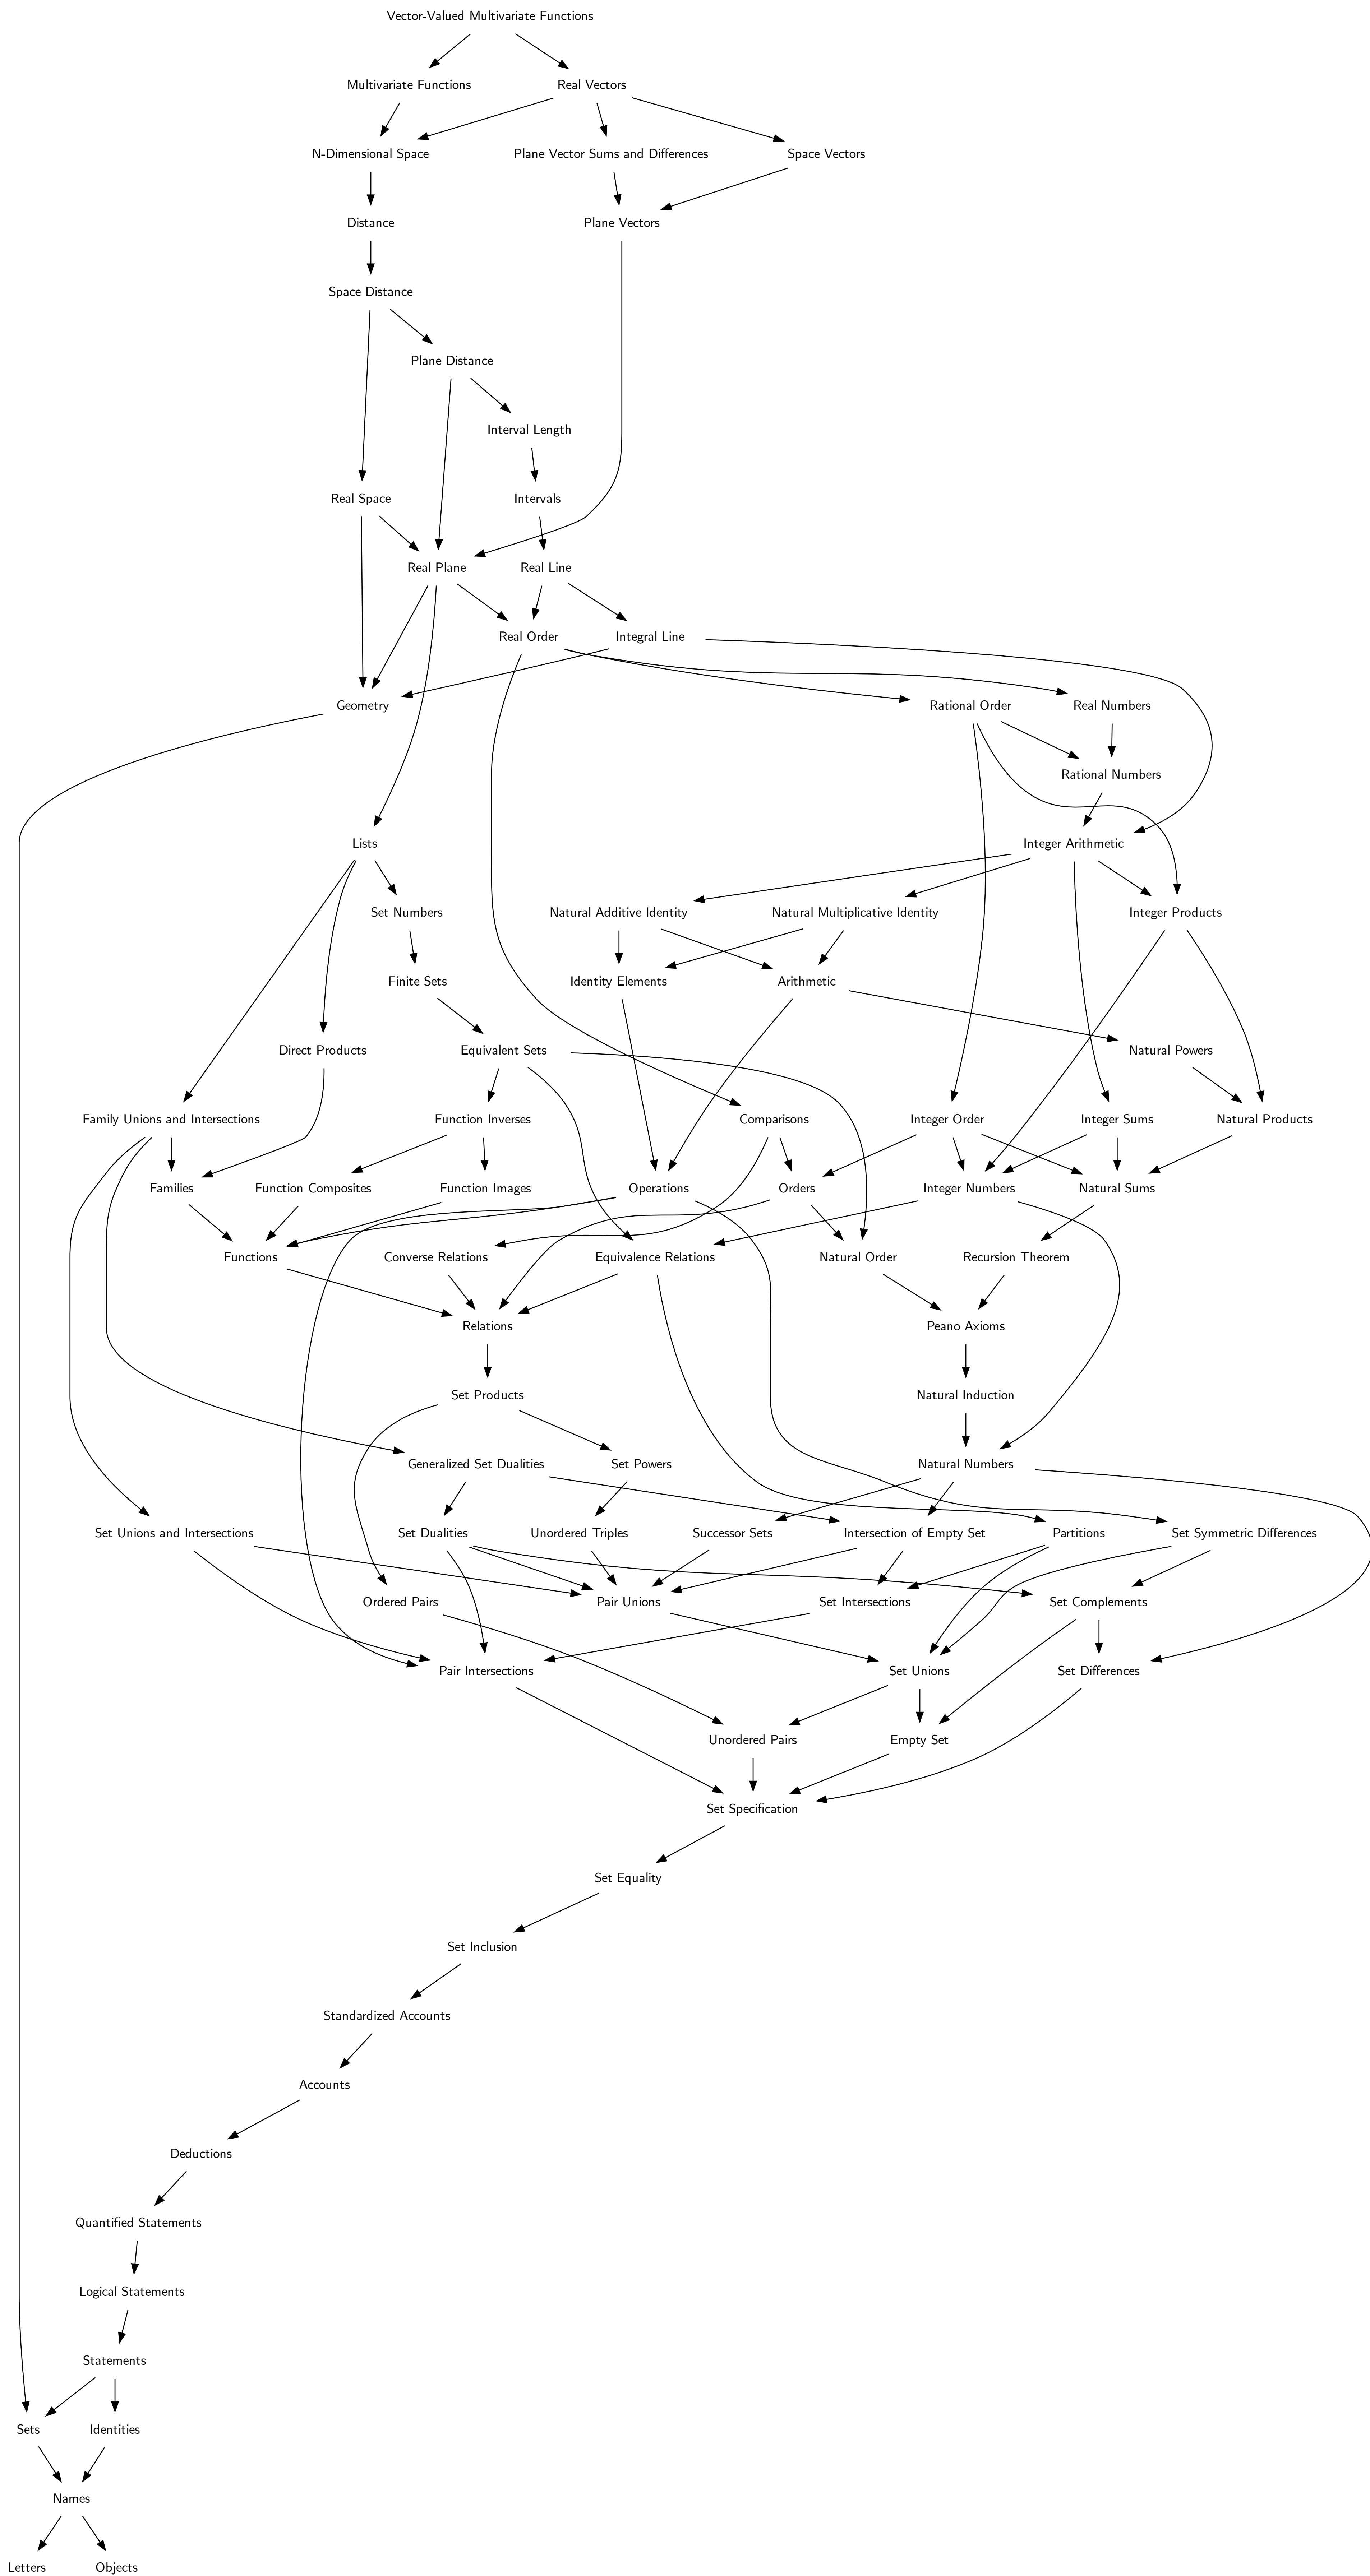 Vector-Valued Multivariate Functions
Multivariate Functions
Real Vectors
N-Dimensional Space
Plane Vector Sums and Differences
Space Vectors
Distance
Plane Vectors
Space Distance
Plane Distance
Interval Length
Real Space
Intervals
Real Plane
Real Line
Real Order
Integral Line
Geometry
Rational Order
Real Numbers
Rational Numbers
Lists
Integer Arithmetic
Set Numbers
Natural Additive Identity
Natural Multiplicative Identity
Integer Products
Finite Sets
Identity Elements
Arithmetic
Direct Products
Equivalent Sets
Natural Powers
Family Unions and Intersections
Function Inverses
Comparisons
Integer Order
Integer Sums
Natural Products
Families
Function Composites
Function Images
Operations
Orders
Integer Numbers
Natural Sums
Functions
Converse Relations
Equivalence Relations
Natural Order
Recursion Theorem
Relations
Peano Axioms
Set Products
Natural Induction
Generalized Set Dualities
Set Powers
Natural Numbers
Set Unions and Intersections
Set Dualities
Unordered Triples
Successor Sets
Intersection of Empty Set
Partitions
Set Symmetric Differences
Ordered Pairs
Pair Unions
Set Intersections
Set Complements
Pair Intersections
Set Unions
Set Differences
Unordered Pairs
Empty Set
Set Specification
Set Equality
Set Inclusion
Standardized Accounts
Accounts
Deductions
Quantified Statements
Logical Statements
Statements
Sets
Identities
Names
Letters
Objects